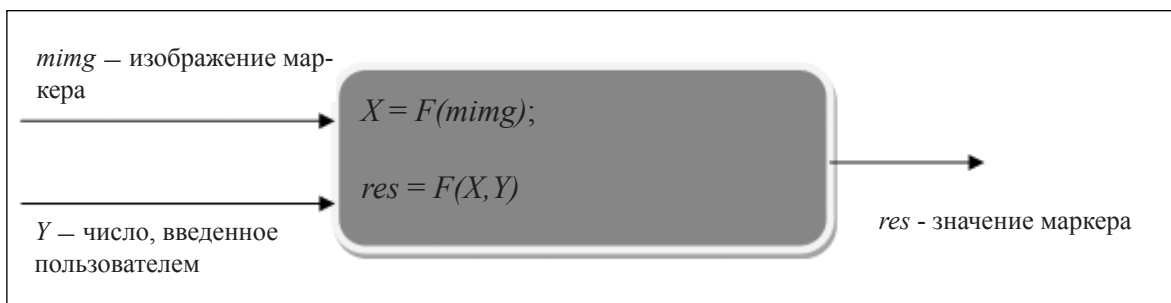 mimg – изображение мар-
кера
X = F(mimg);
res = F(X,Y)
Y – число, введенное
пользователем
res - значение маркера